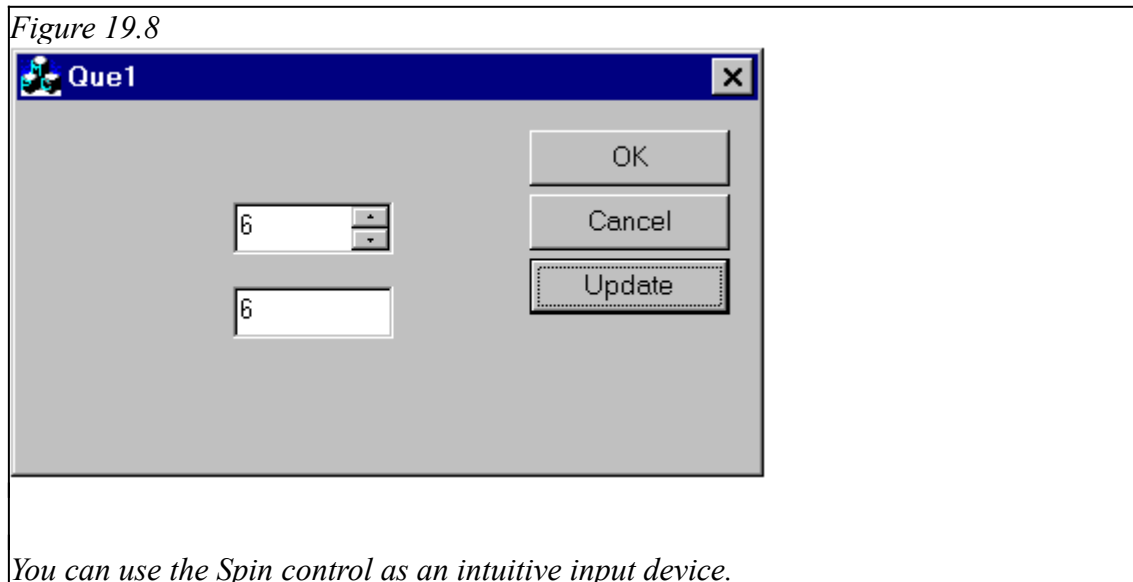 Figure 19.8
Que1
OK
6
Cancel
Update
6
You can use the Spin control as an intuitive input device.